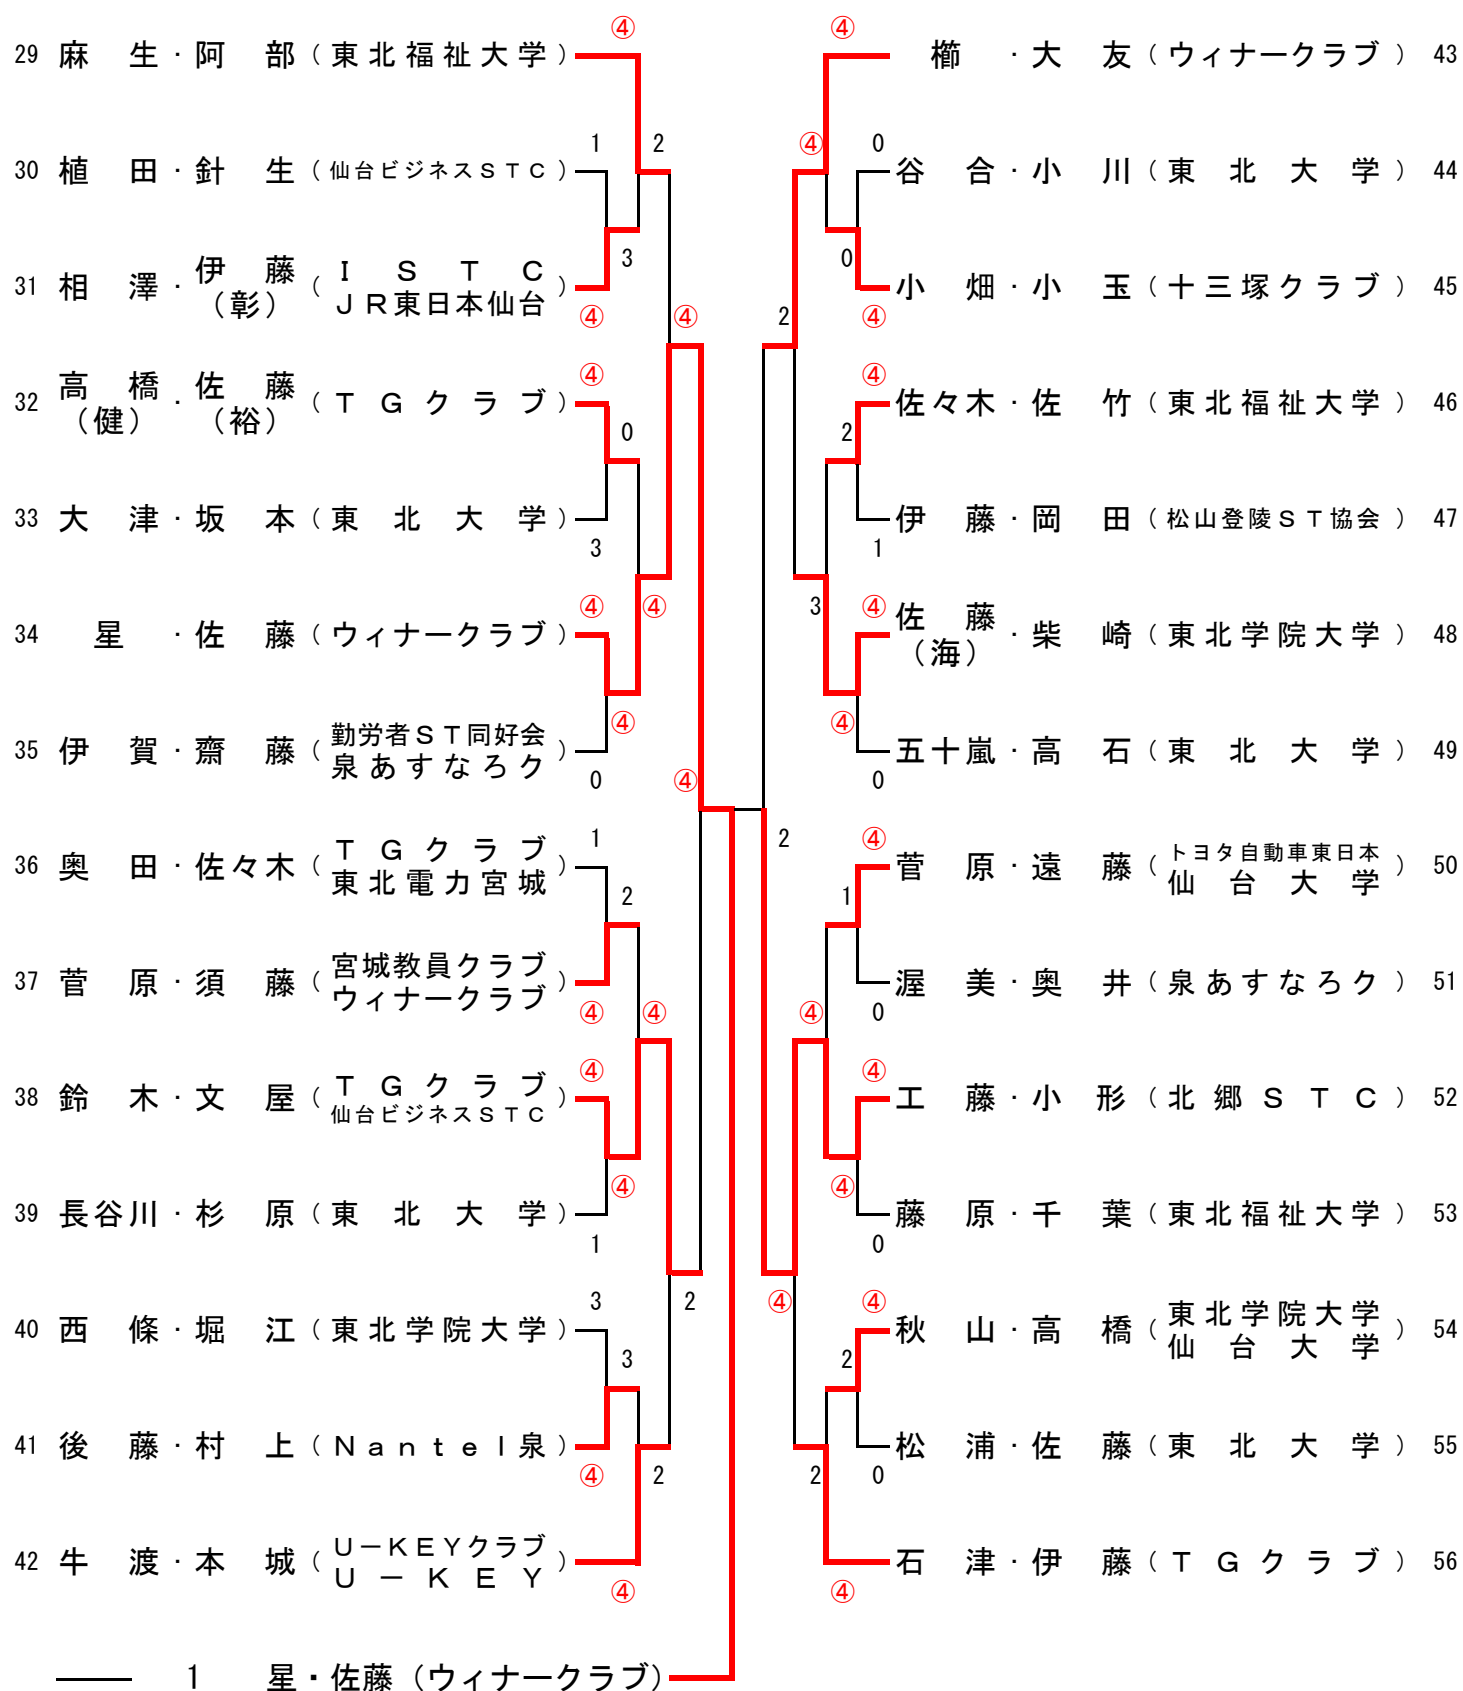 ④ ④
29 麻生・阿部（東北福祉大学） 櫛・大友（ウィナークラブ） 43
1 2 ④ 0
30 植田・針生（仙台ビジネスＳＴＣ） 谷合・小川（東北大学） 44
3 0
31 相澤・伊藤（彰）（ＩＳＴＣ ＪＲ東日本仙台） 小畑・小玉（十三塚クラブ） 45
④ ④ 2 ④
④ ④
32 高橋（健）・佐藤（裕）（ＴＧクラブ） 佐々木・佐竹（東北福祉大学） 46
0 2
33 大津・坂本（東北大学） 伊藤・岡田（松山登陵ＳＴ協会） 47
3 1
④ ④ 3 ④
34 星・佐藤（ウィナークラブ） 佐藤（海）・柴崎（東北学院大学） 48
④ ④
35 伊賀・齋藤（勤労者ＳＴ同好会 泉あすなろク） 五十嵐・高石（東北大学） 49
0 ④ 0
1 2 ④
36 奥田・佐々木（ＴＧクラブ 東北電力宮城） 菅原・遠藤（トヨタ自動車東日本 仙台大学） 50
2 1
37 菅原・須藤（宮城教員クラブ ウィナークラブ） 渥美・奥井（泉あすなろク） 51
④ ④ ④ 0
④ ④
38 鈴木・文屋（ＴＧクラブ 仙台ビジネスＳＴＣ） 工藤・小形（北郷ＳＴＣ） 52
④ ④
39 長谷川・杉原（東北大学） 藤原・千葉（東北福祉大学） 53
1 0
3 2 ④ ④
40 西條・堀江（東北学院大学） 秋山・高橋（東北学院大学 仙台大学） 54
3 2
41 後藤・村上（Ｎａｎｔｅｌ泉） 松浦・佐藤（東北大学） 55
④ 2 2 0
42 牛渡・本城（Ｕ－ＫＥＹクラブ Ｕ－ＫＥＹ） 石津・伊藤（ＴＧクラブ） 56
④ ④
1 星・佐藤（ウィナークラブ）